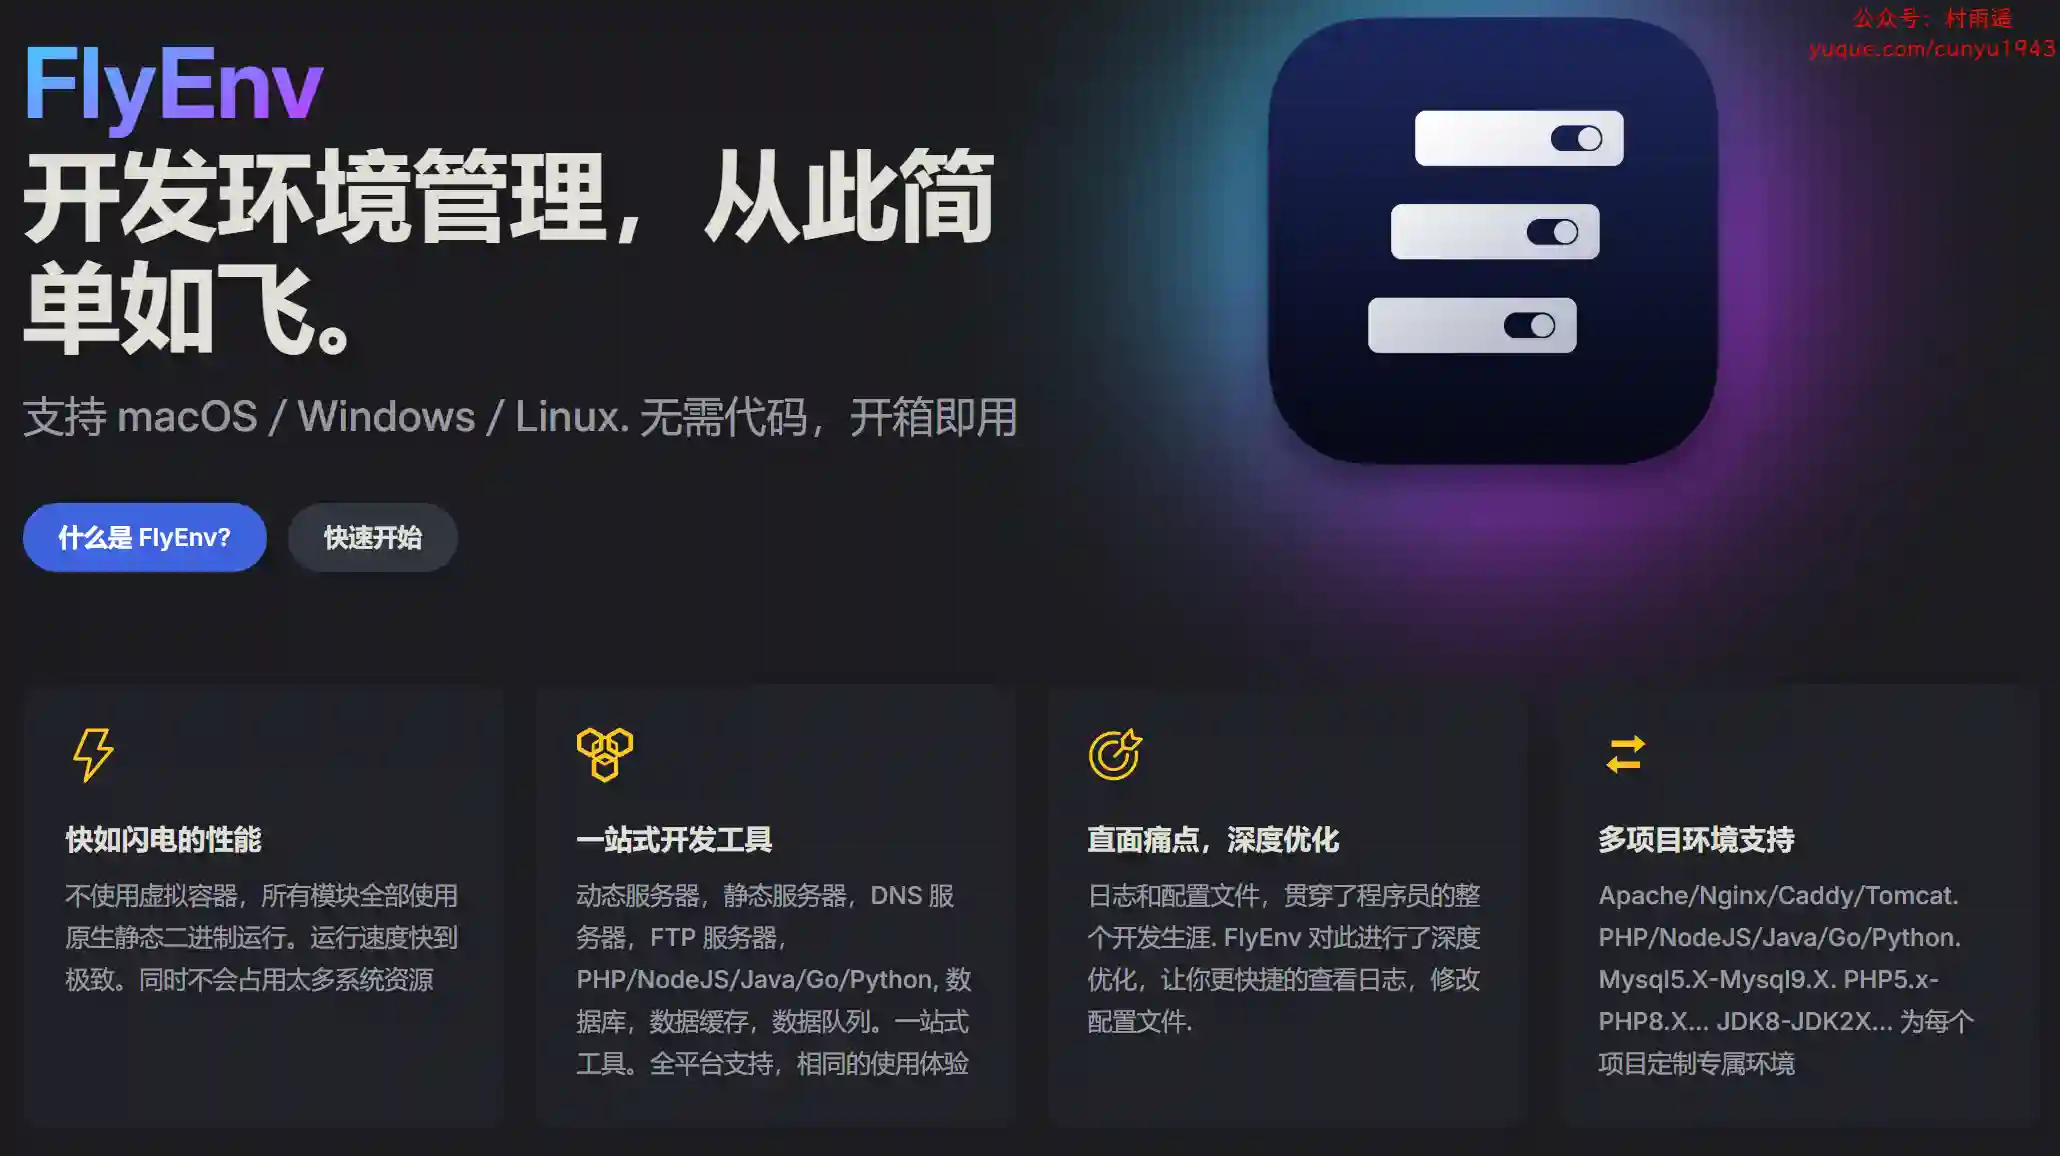 公众号：村雨遥
yuque.com/cunyu1943
FlyEnv
开发环境管理，从此简
单如飞。
支持 macOS / Windows / Linux. 无需代码，开箱即用
什么是 FlyEnv?
快速开始
快如闪电的性能
不使用虚拟容器，所有模块全部使用
原生静态二进制运行。运行速度快到
极致。同时不会占用太多系统资源
一站式开发工具
动态服务器，静态服务器，DNS 服
务器，FTP 服务器，
PHP/NodeJS/Java/Go/Python, 数
据库，数据缓存，数据队列。一站式
工具。全平台支持，相同的使用体验
直面痛点，深度优化
日志和配置文件，贯穿了程序员的整
个开发生涯. FlyEnv 对此进行了深度
优化，让你更快捷的查看日志，修改
配置文件.
多项目环境支持
Apache/Nginx/Caddy/Tomcat.
PHP/NodeJS/Java/Go/Python.
Mysql5.X-Mysql9.X. PHP5.x-
PHP8.X... JDK8-JDK2X... 为每个
项目定制专属环境